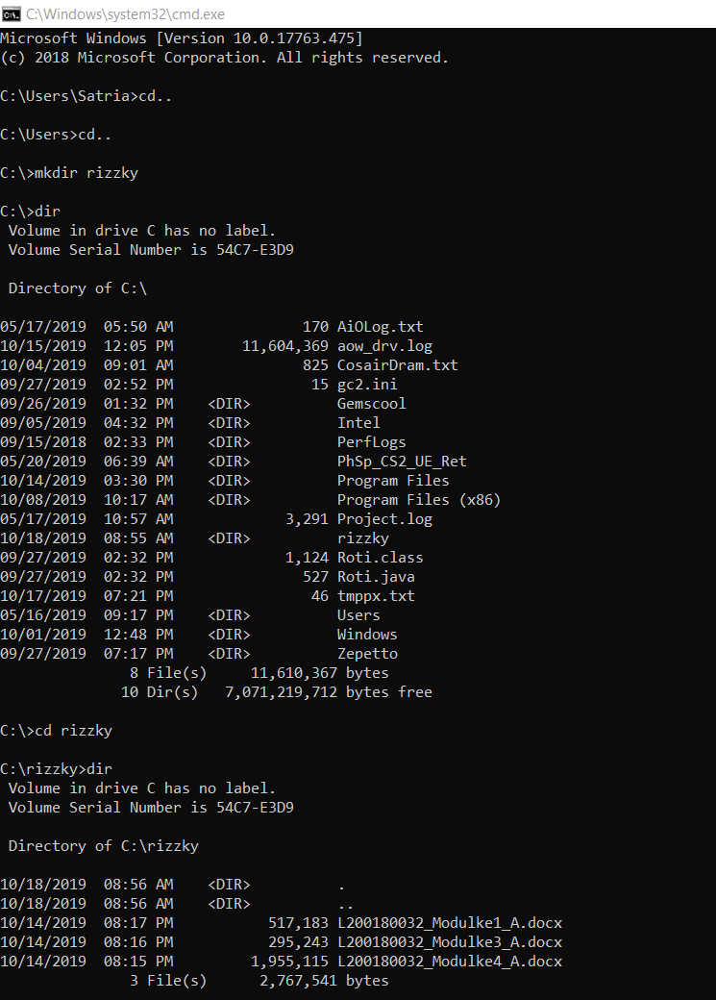 C:\Windows\system32\cmd.exe
Microsoft Windows [Version 10.0.17763.475]
(c) 2018 Microsoft Corporation. All rights reserved.

C:\Users\Satria>cd..

C:\Users>cd..

C:\>mkdir rizzky

C:\>dir
 Volume in drive C has no label.
 Volume Serial Number is 54C7-E3D9

 Directory of C:\

05/17/2019  05:50 AM               170 AiOLog.txt
10/15/2019  12:05 PM        11,604,369 aow_drv.log
10/04/2019  09:01 AM               825 CosairDram.txt
09/27/2019  02:52 PM                15 gc2.ini
09/26/2019  01:32 PM    <DIR>          Gemscool
09/05/2019  04:32 PM    <DIR>          Intel
09/15/2018  02:33 PM    <DIR>          PerfLogs
05/20/2019  06:39 AM    <DIR>          PhSp_CS2_UE_Ret
10/14/2019  03:30 PM    <DIR>          Program Files
10/08/2019  10:17 AM    <DIR>          Program Files (x86)
05/17/2019  10:57 AM             3,291 Project.log
10/18/2019  08:55 AM    <DIR>          rizzky
09/27/2019  02:32 PM             1,124 Roti.class
09/27/2019  02:32 PM               527 Roti.java
10/17/2019  07:21 PM                46 tmppx.txt
05/16/2019  09:17 PM    <DIR>          Users
10/01/2019  12:48 PM    <DIR>          Windows
09/27/2019  07:17 PM    <DIR>          Zepetto
               8 File(s)     11,610,367 bytes
              10 Dir(s)   7,071,219,712 bytes free

C:\>cd rizzky

C:\rizzky>dir
 Volume in drive C has no label.
 Volume Serial Number is 54C7-E3D9

 Directory of C:\rizzky

10/18/2019  08:56 AM    <DIR>          .
10/18/2019  08:56 AM    <DIR>          ..
10/14/2019  08:17 PM           517,183 L200180032_Modulke1_A.docx
10/14/2019  08:16 PM           295,243 L200180032_Modulke3_A.docx
10/14/2019  08:15 PM         1,955,115 L200180032_Modulke4_A.docx
               3 File(s)      2,767,541 bytes